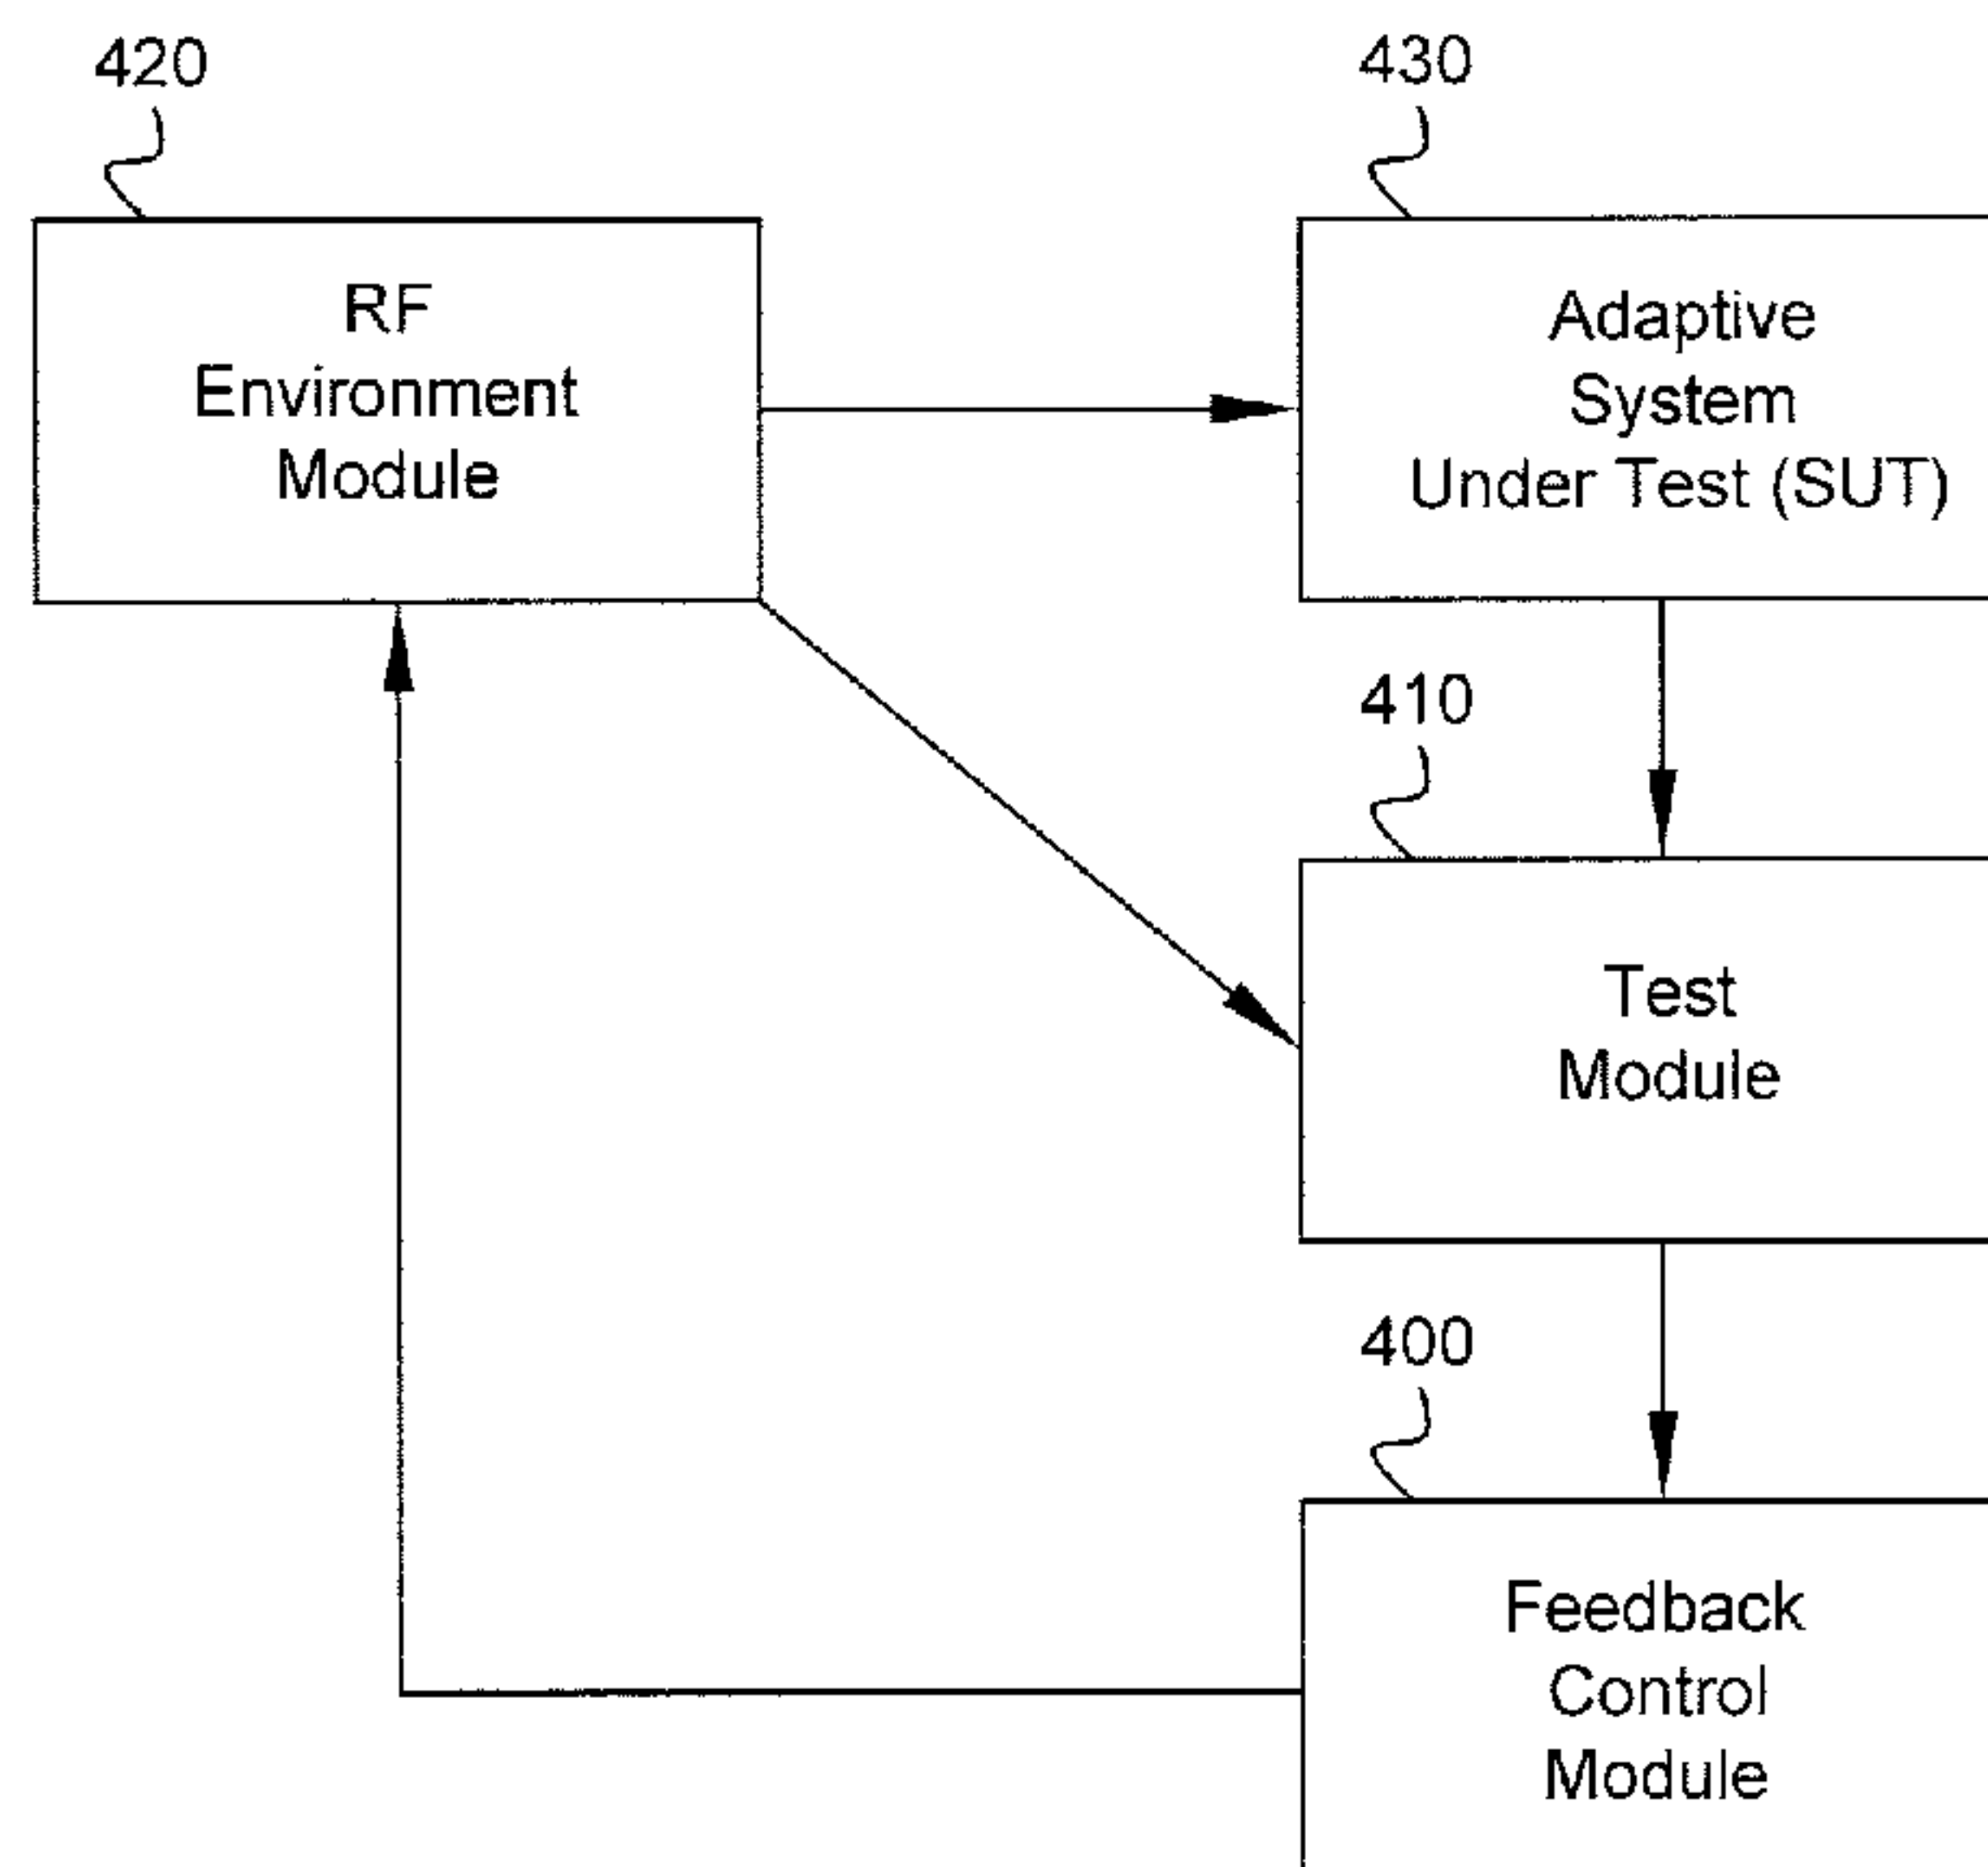 420
RF
Environment
Module
430
Adaptive
System
Under Test (SUT)
410
Test
Module
400
Feedback
Control
Module